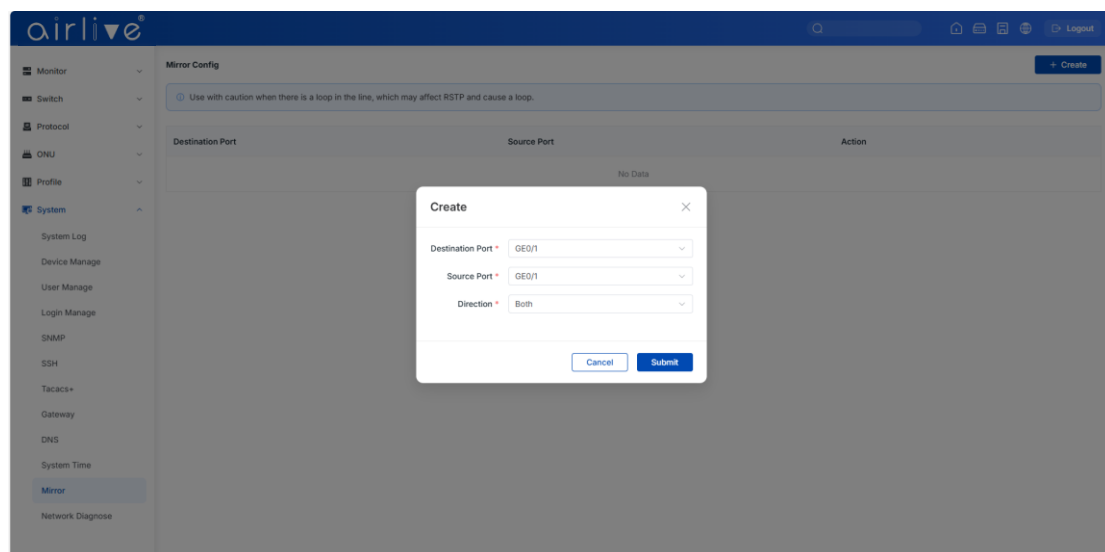 airlive®
Logout
Monitor
Switch
Protocol
ONU
Profile
System
System Log
Device Manage
User Manage
Login Manage
SNMP
SSH
Tacacs+
Gateway
DNS
System Time
Mirror
Network Diagnose
Mirror Config
+ Create
Use with caution when there is a loop in the line, which may affect RSTP and cause a loop.
Destination Port Source Port Action
No Data
Create
Destination Port * GE0/1
Source Port * GE0/1
Direction * Both
Cancel Submit